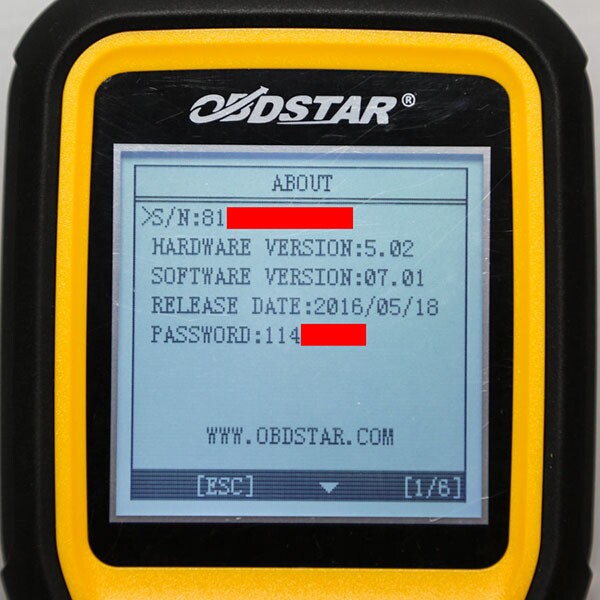 OBDSTAR®
ABOUT
>S/N:81
HARDWARE VERSION:5.02
SOFTWARE VERSION:07.01
RELEASE DATE:2016/05/18
PASSWORD:114
WWW.OBDSTAR.COM
[ESC] [1/6]